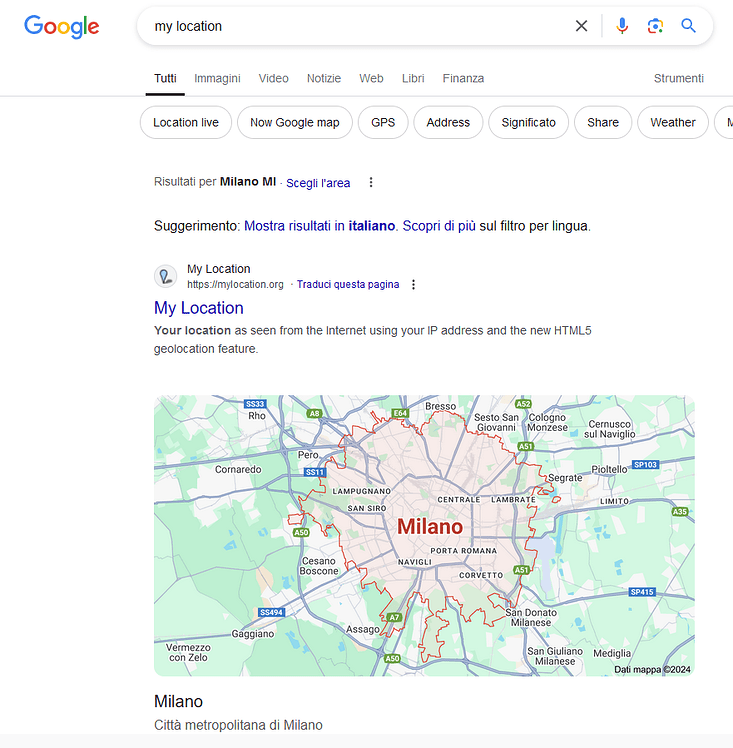 Google
my location
Tutti Immagini Video Notizie Web Libri Finanza Strumenti
Location live Now Google map GPS Address Significato Share Weather M
Risultati per Milano MI · Scegli l'area
Suggerimento: Mostra risultati in italiano. Scopri di più sul filtro per lingua.
My Location
https://mylocation.org · Traduci questa pagina
My Location
Your location as seen from the Internet using your IP address and the new HTML5
geolocation feature.
SS33
Rho
A8
E64
Bresso
A52
Sesto San
Giovanni
Cologno
Monzese
Cernusco
sul Naviglio
A51
Pero
Cornaredo
SS11
Pioltello
SP103
Segrate
LAMPUGNANO
CENTRALE
LAMBRATE
LIMITO
SAN SIRO
A35
Milano
A50
PORTA ROMANA
Cesano
Boscone
NAVIGLI
CORVETTO
A51
SP415
SS494
A7
San Donato
Milanese
Gaggiano
Assago
Vermezzo
con Zelo
A50
San Giuliano
Milanese
Mediglia
Dati mappa ©2024
Milano
Città metropolitana di Milano